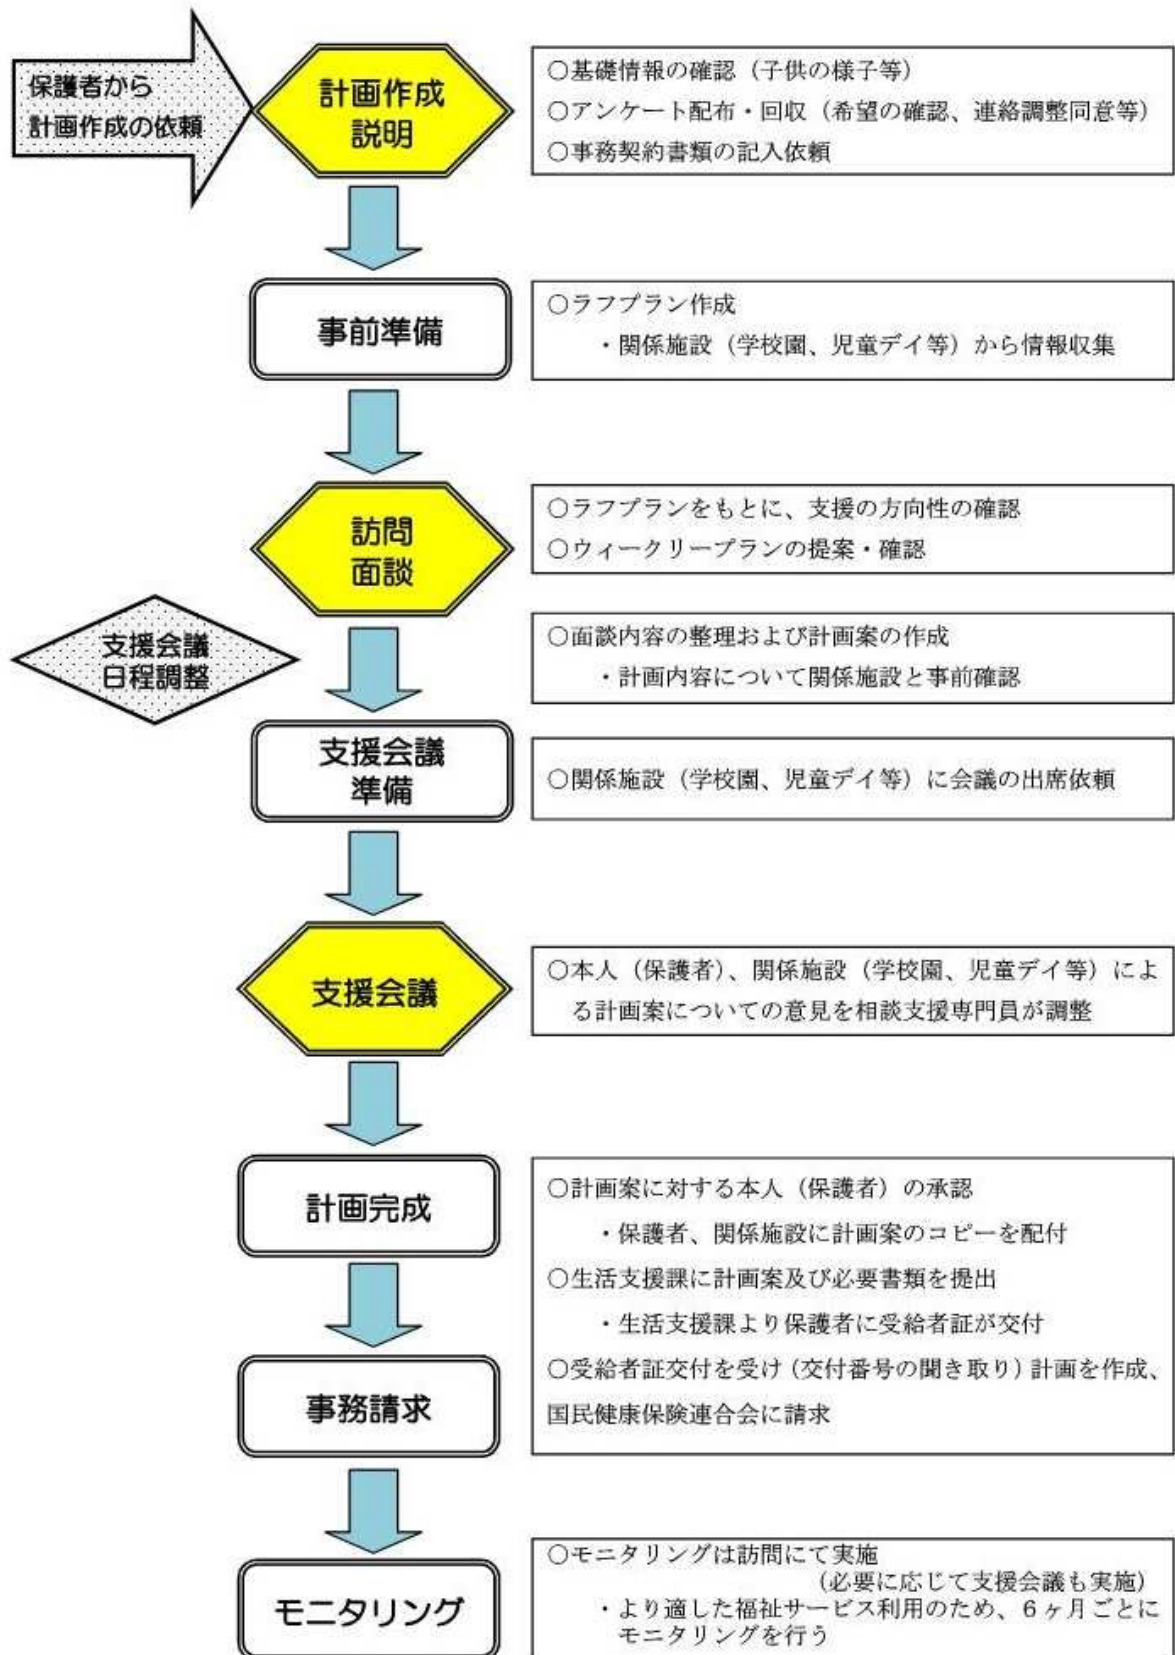 保護者から
計画作成の依頼
計画作成
説明
○基礎情報の確認（子供の様子等）
○アンケート配布・回収（希望の確認、連絡調整同意等）
○事務契約書類の記入依頼
事前準備
○ラフプラン作成
・関係施設（学校園、児童デイ等）から情報収集
訪問
面談
○ラフプランをもとに、支援の方向性の確認
○ウィークリープランの提案・確認
支援会議
日程調整
○面談内容の整理および計画案の作成
・計画内容について関係施設と事前確認
支援会議
準備
○関係施設（学校園、児童デイ等）に会議の出席依頼
支援会議
○本人（保護者）、関係施設（学校園、児童デイ等）によ
る計画案についての意見を相談支援専門員が調整
計画完成
○計画案に対する本人（保護者）の承認
・保護者、関係施設に計画案のコピーを配付
○生活支援課に計画案及び必要書類を提出
・生活支援課より保護者に受給者証が交付
事務請求
○受給者証交付を受け（交付番号の聞き取り）計画を作成、
国民健康保険連合会に請求
モニタリング
○モニタリングは訪問にて実施
（必要に応じて支援会議も実施）
・より適した福祉サービス利用のため、６ヶ月ごとに
モニタリングを行う